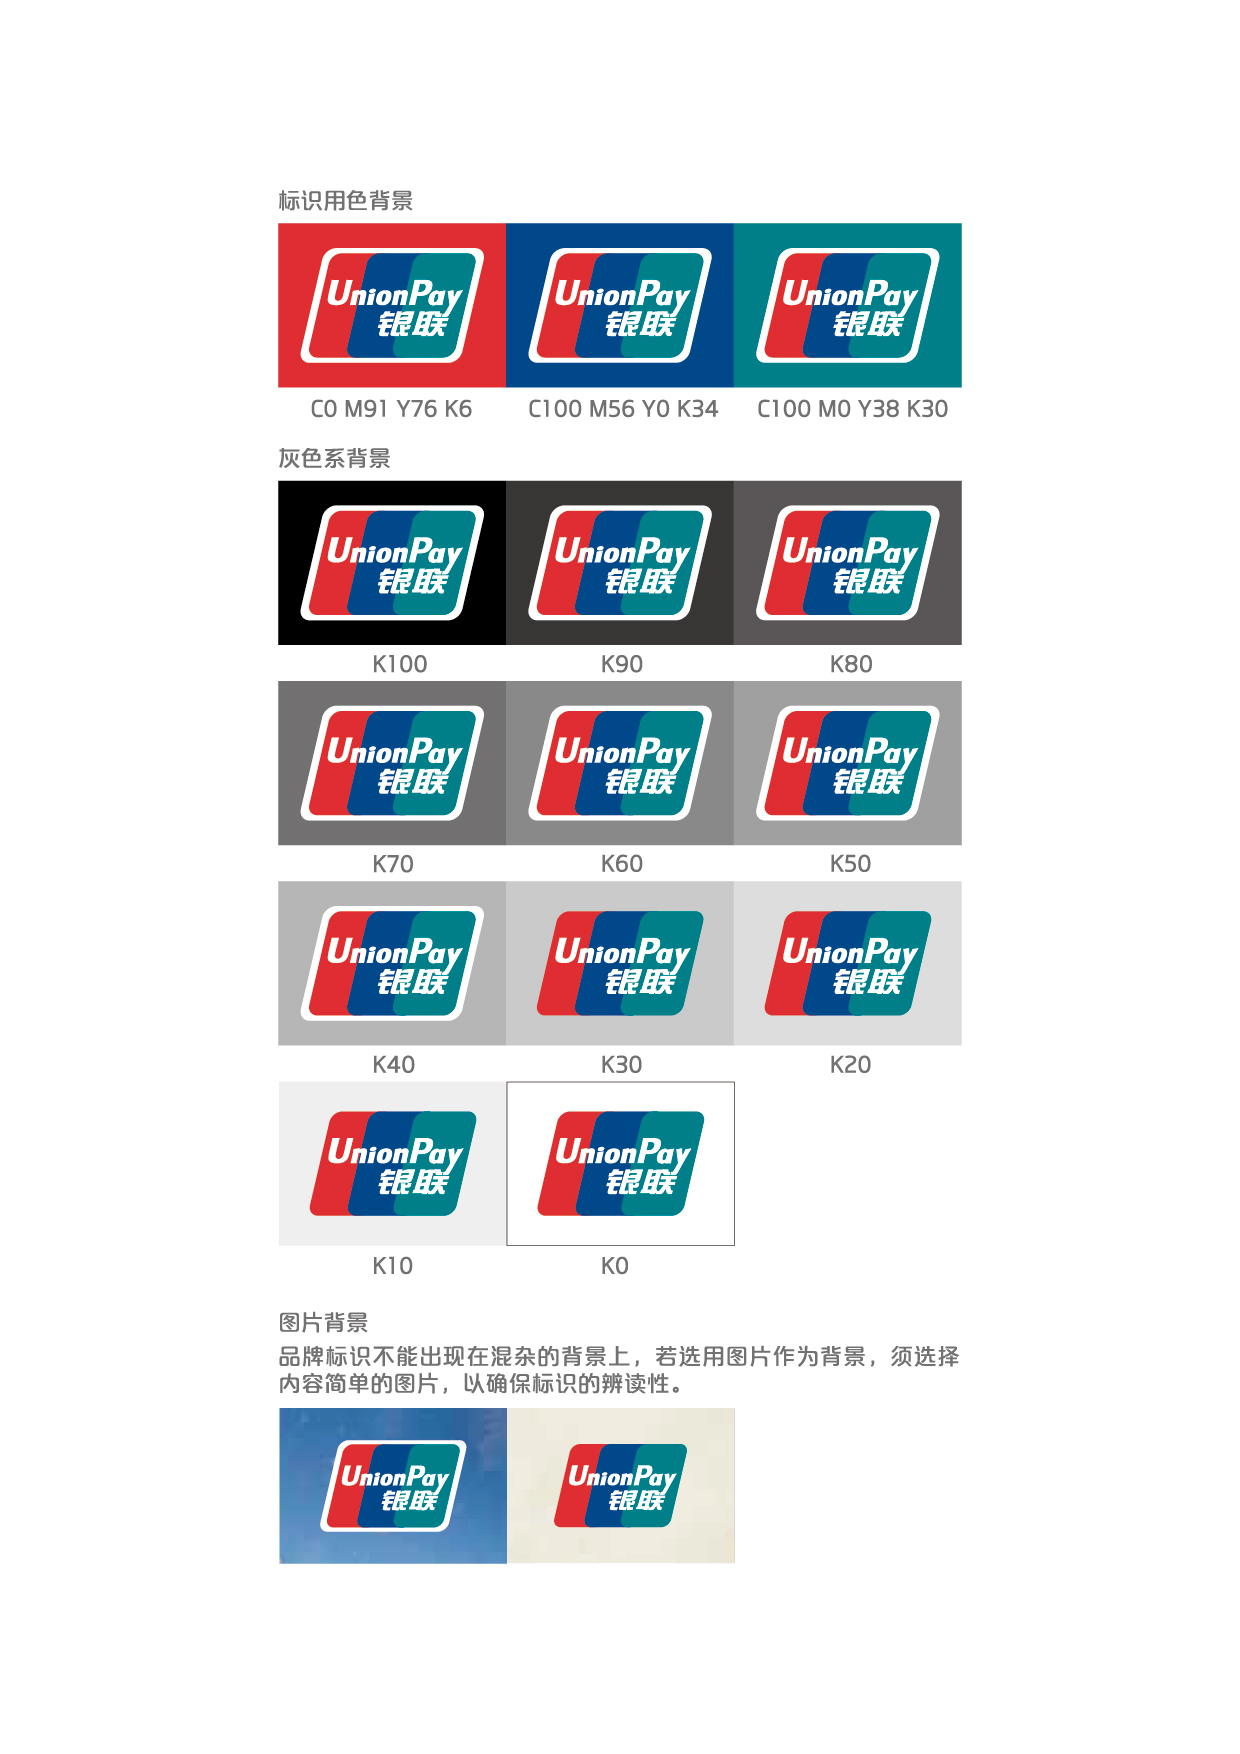 标识用色背景
UnionPay UnionPay UnionPay
银联 银联 银联
C0 M91 Y76 K6 C100 M56 Y0 K34 C100 M0 Y38 K30
灰色系背景
UnionPay UnionPay UnionPay
银联 银联 银联
K100 K90 K80
UnionPay UnionPay UnionPay
银联 银联 银联
K70 K60 K50
UnionPay UnionPay UnionPay
银联 银联 银联
K40 K30 K20
UnionPay UnionPay
银联 银联
K10 K0
图片背景
品牌标识不能出现在混杂的背景上，若选用图片作为背景，须选择
内容简单的图片，以确保标识的辨读性。
UnionPay UnionPay
银联 银联